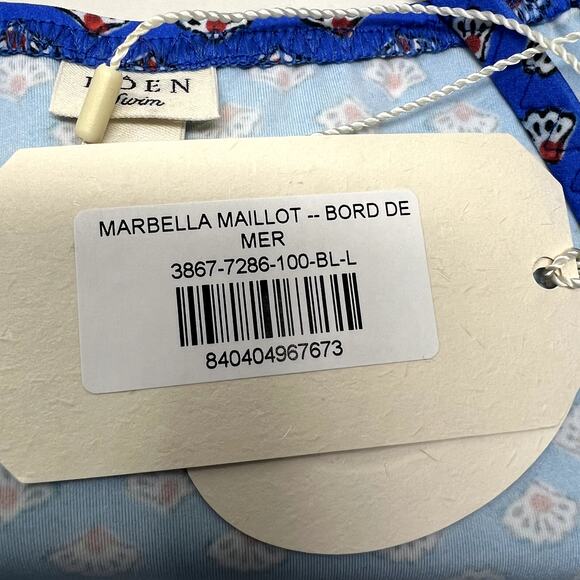 Swim
MARBELLA MAILLOT -- BORD DE
MER
3867-7286-100-BL-L
840404967673